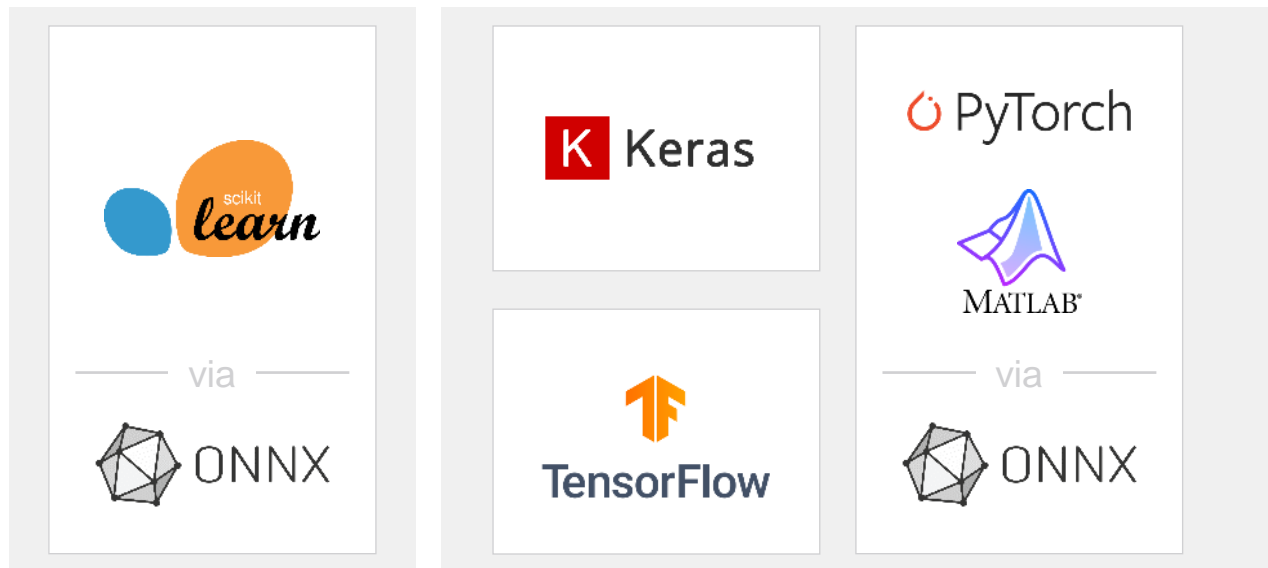 scikit
learn
via
ONNX
K Keras
TensorFlow
PyTorch
MATLAB®
via
ONNX